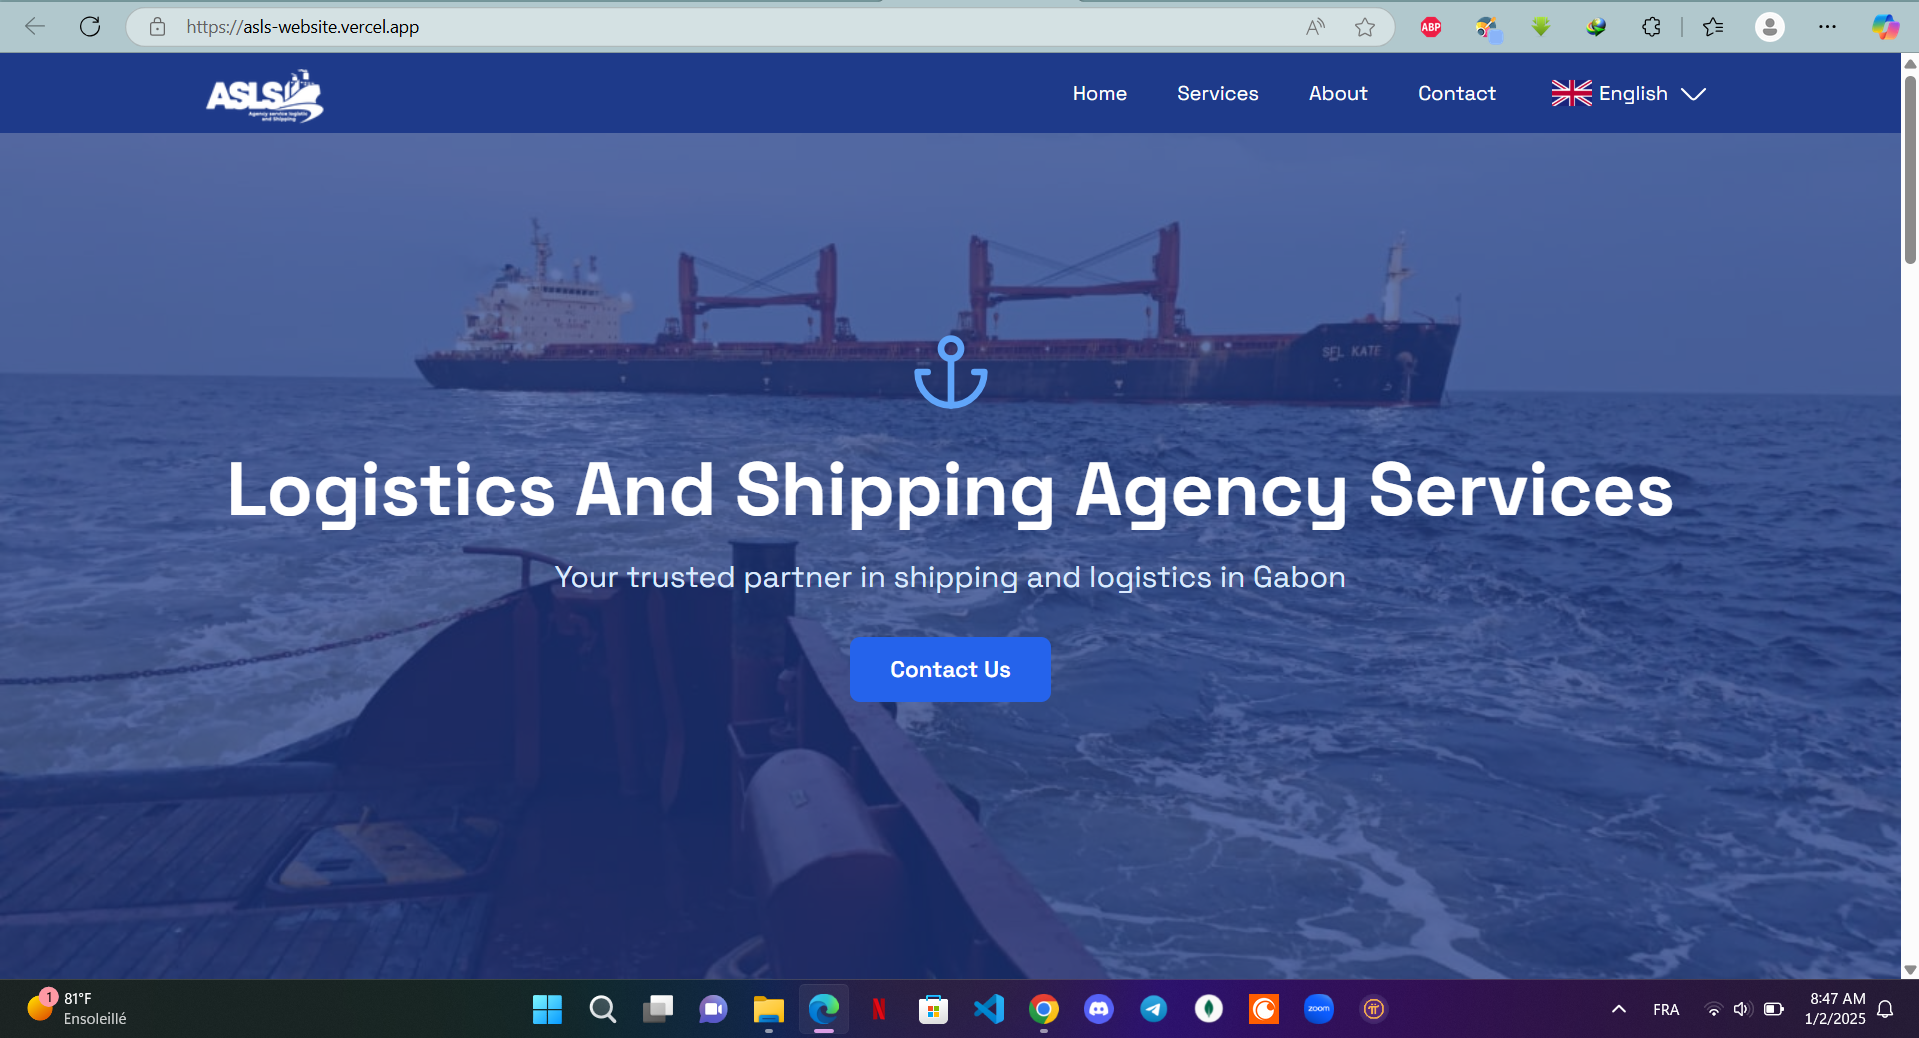 https://asls-website.vercel.app
A
ABP
ASLS
Agency service logistic
and Shipping
Home
Services
About
Contact
English
SFL KATE
Logistics And Shipping Agency Services
Your trusted partner in shipping and logistics in Gabon
Contact Us
1
81°F
Ensoleillé
N
zoom
FRA
8:47 AM
1/2/2025